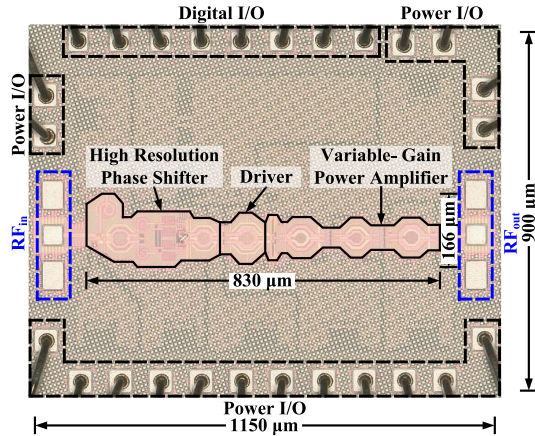 Digital I/O
Power I/O
Power I/O
High Resolution
Phase Shifter
Driver
Variable- Gain
Power Amplifier
RFin
RFout
166 μm
900 μm
830 μm
Power I/O
1150 μm